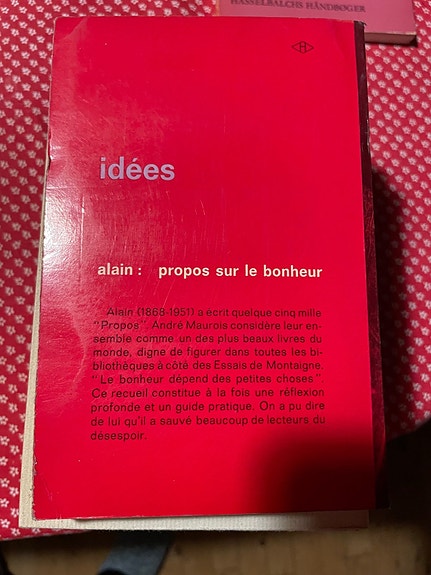 HASSELBALCHS HÅNDBØGER
H
idées
alain : propos sur le bonheur
Alain (1868-1951) a écrit quelque cinq mille
"Propos". André Maurois considère leur en-
semble comme un des plus beaux livres du
monde, digne de figurer dans toutes les bi-
bliothèques à côté des Essais de Montaigne.
"Le bonheur dépend des petites choses".
Ce recueil constitue à la fois une réflexion
profonde et un guide pratique. On a pu dire
de lui qu'il a sauvé beaucoup de lecteurs du
désespoir.